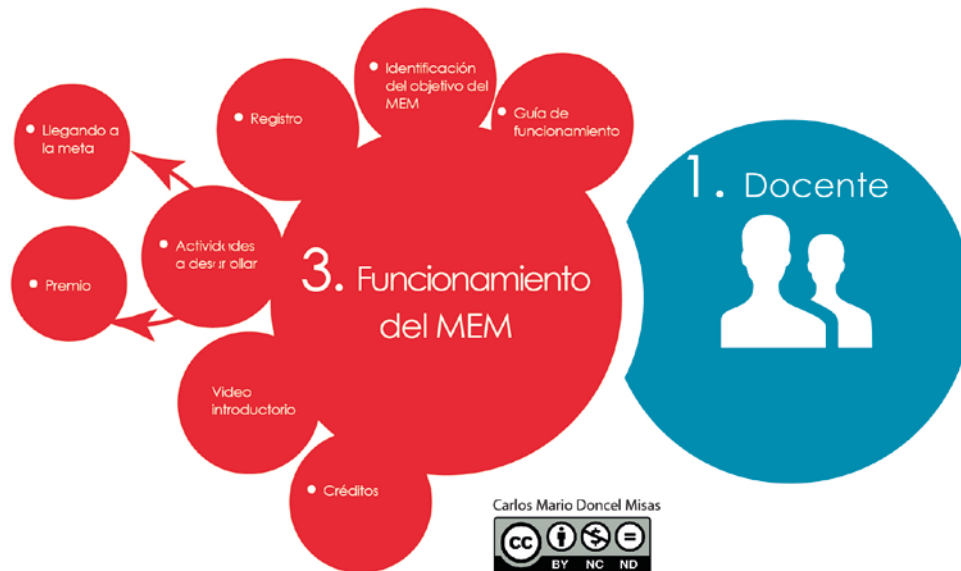 • Identificación
del objetivo del
MEM
• Guía de
funcionamiento
• Registro
• Llegando a
la meta
• Actividades
a desarrollar
• Premio
1. Docente
3. Funcionamiento
del MEM
Video
introductorio
• Créditos
Carlos Mario Doncel Misas
CC
BY NC ND